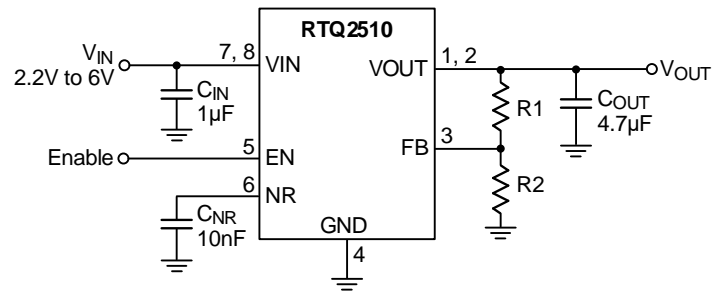 RTQ2510
VIN
2.2V to 6V
7, 8
VIN
CIN
1µF
Enable
5
EN
6
NR
CNR
10nF
GND
4
VOUT
1, 2
VOUT
R1
COUT
4.7µF
FB
3
R2